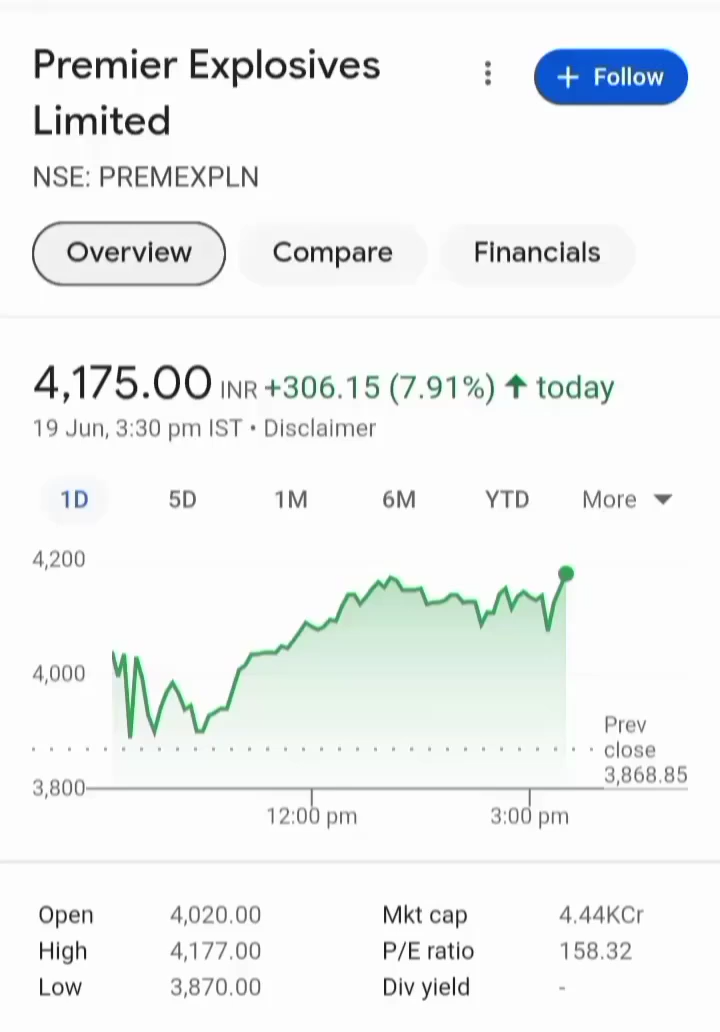 Premier Explosives
Limited
+ Follow
NSE: PREMEXPLN
Overview
Compare
Financials
4,175.00 INR +306.15 (7.91%) ↑ today
19 Jun, 3:30 pm IST • Disclaimer
1D 5D 1M 6M YTD More
4,200
4,000
3,800
Prev
close
3,868.85
12:00 pm 3:00 pm
Open 4,020.00 Mkt cap 4.44KCr
High 4,177.00 P/E ratio 158.32
Low 3,870.00 Div yield -